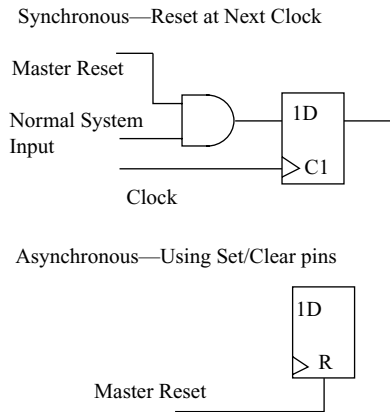 Synchronous—Reset at Next Clock
Master Reset
Normal System
Input
1D
C1
Clock
Asynchronous—Using Set/Clear pins
1D
R
Master Reset